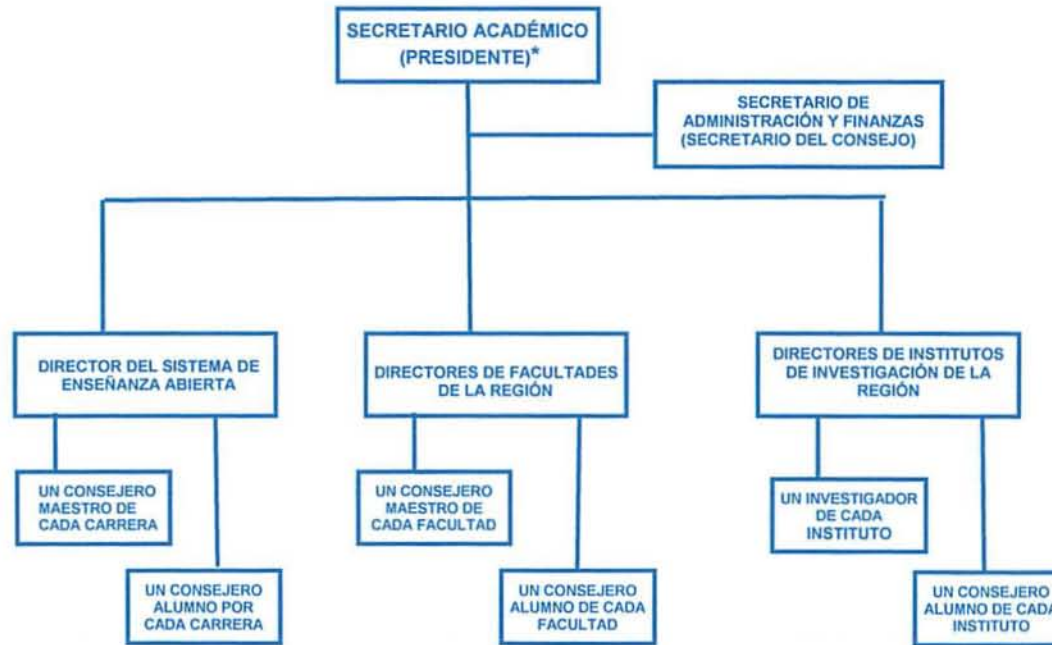 SECRETARIO ACADÉMICO
(PRESIDENTE)*
SECRETARIO DE
ADMINISTRACIÓN Y FINANZAS
(SECRETARIO DEL CONSEJO)
DIRECTOR DEL SISTEMA DE
ENSEÑANZA ABIERTA
DIRECTORES DE FACULTADES
DE LA REGIÓN
DIRECTORES DE INSTITUTOS
DE INVESTIGACIÓN DE LA
REGIÓN
UN CONSEJERO
MAESTRO DE
CADA CARRERA
UN CONSEJERO
MAESTRO DE
CADA FACULTAD
UN INVESTIGADOR
DE CADA
INSTITUTO
UN CONSEJERO
ALUMNO POR
CADA CARRERA
UN CONSEJERO
ALUMNO DE CADA
FACULTAD
UN CONSEJERO
ALUMNO DE CADA
INSTITUTO